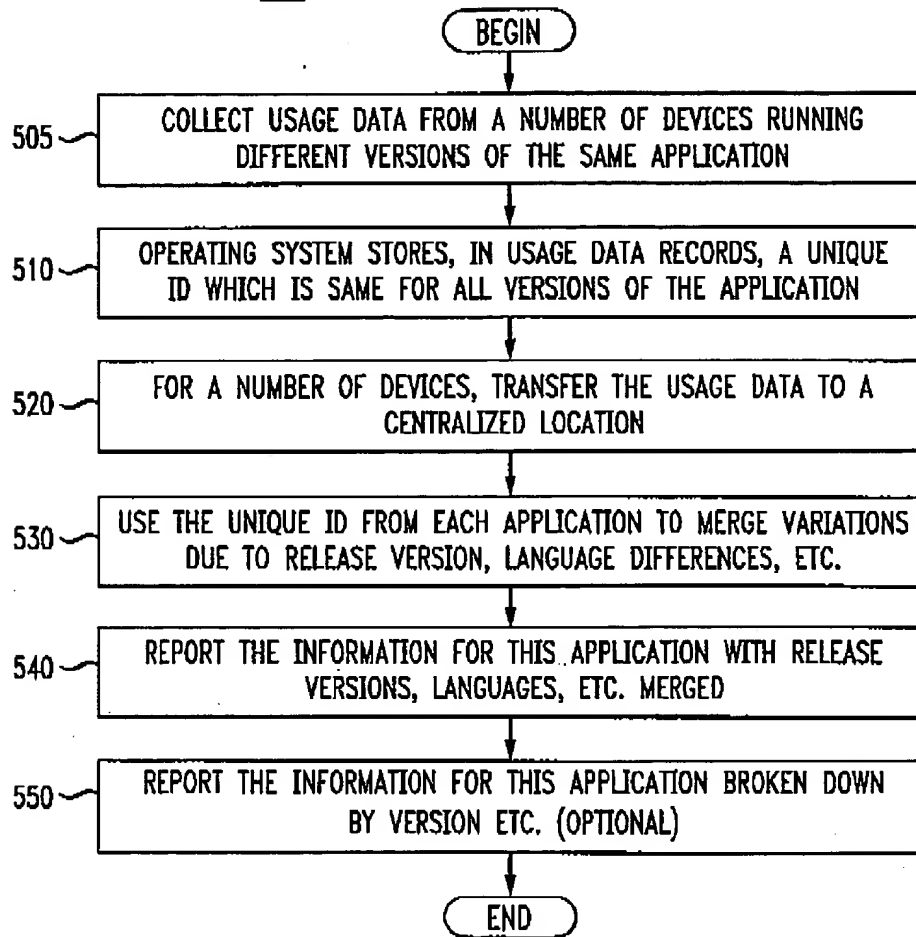 BEGIN
505
COLLECT USAGE DATA FROM A NUMBER OF DEVICES RUNNING
DIFFERENT VERSIONS OF THE SAME APPLICATION
510
OPERATING SYSTEM STORES, IN USAGE DATA RECORDS, A UNIQUE
ID WHICH IS SAME FOR ALL VERSIONS OF THE APPLICATION
520
FOR A NUMBER OF DEVICES, TRANSFER THE USAGE DATA TO A
CENTRALIZED LOCATION
530
USE THE UNIQUE ID FROM EACH APPLICATION TO MERGE VARIATIONS
DUE TO RELEASE VERSION, LANGUAGE DIFFERENCES, ETC.
540
REPORT THE INFORMATION FOR THIS APPLICATION WITH RELEASE
VERSIONS, LANGUAGES, ETC. MERGED
550
REPORT THE INFORMATION FOR THIS APPLICATION BROKEN DOWN
BY VERSION ETC. (OPTIONAL)
END